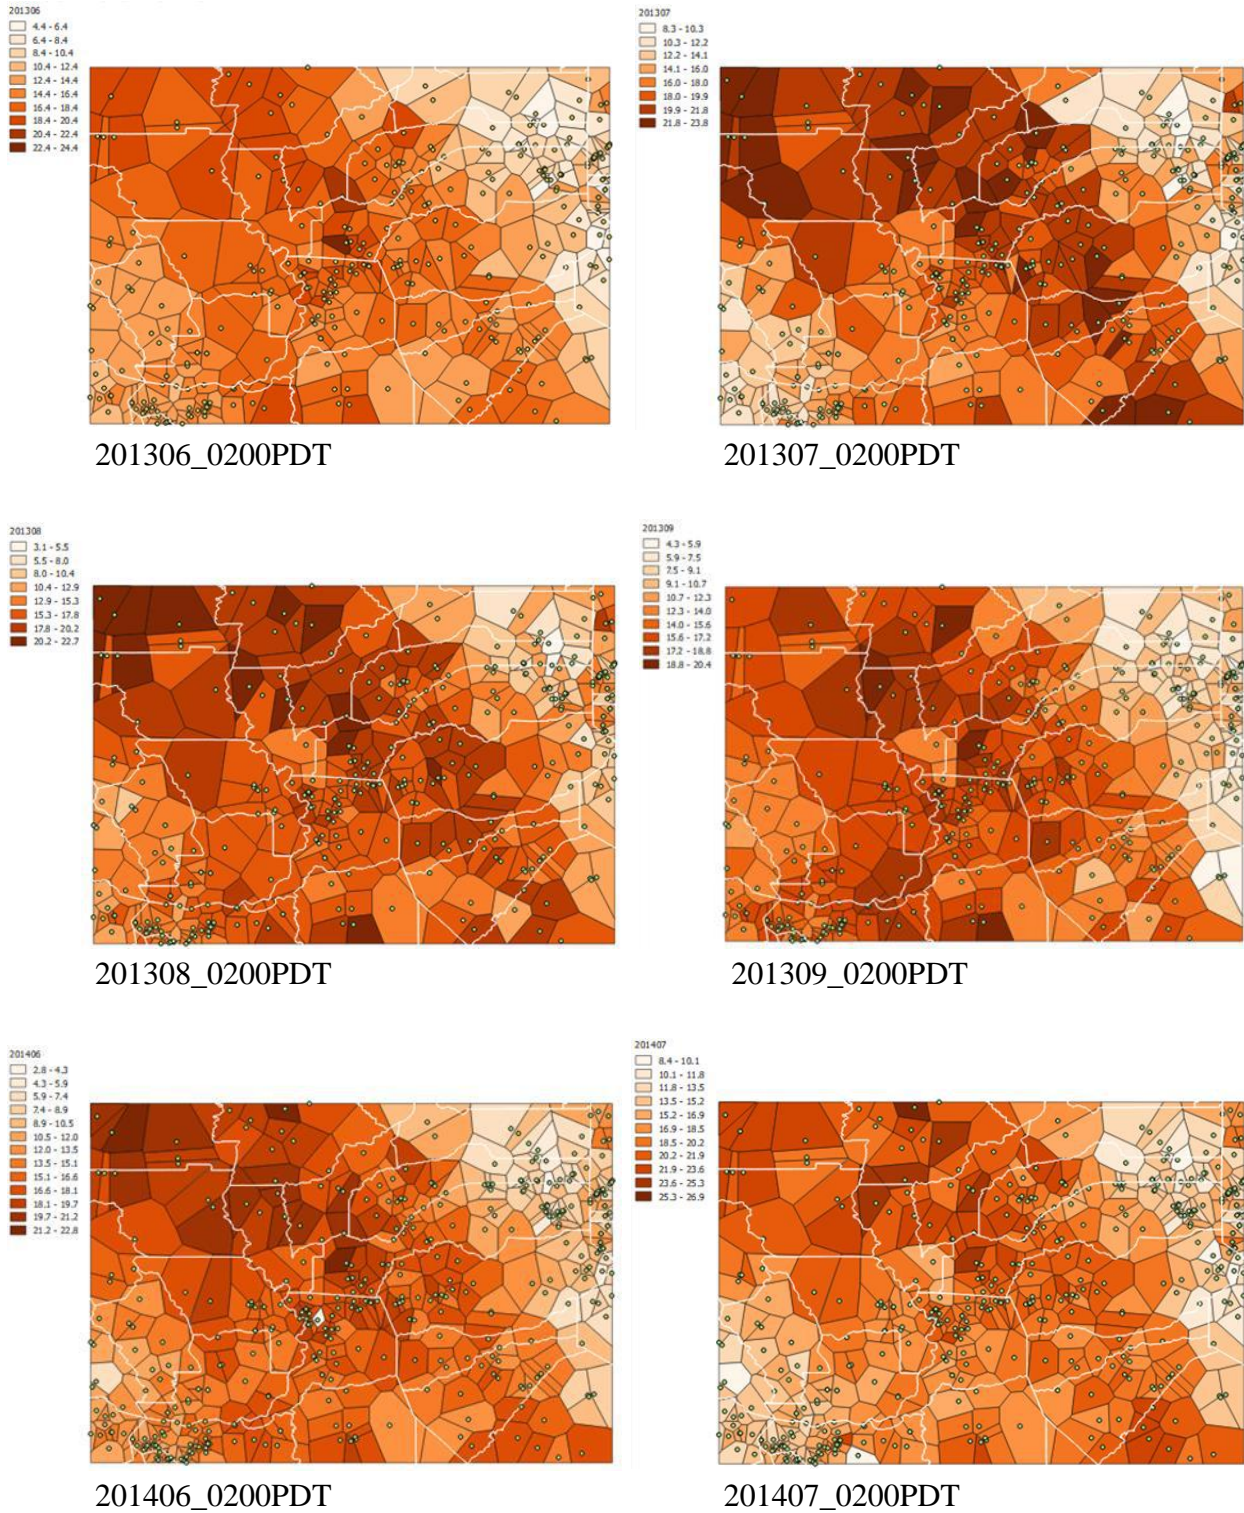 201306
4.4 - 6.4
6.4 - 8.4
8.4 - 10.4
10.4 - 12.4
12.4 - 14.4
14.4 - 16.4
16.4 - 18.4
18.4 - 20.4
20.4 - 22.4
22.4 - 24.4
201306_0200PDT
201307
8.3 - 10.3
10.3 - 12.2
12.2 - 14.1
14.1 - 16.0
16.0 - 18.0
18.0 - 19.9
19.9 - 21.8
21.8 - 23.8
201307_0200PDT
201308
3.1 - 5.5
5.5 - 8.0
8.0 - 10.4
10.4 - 12.9
12.9 - 15.3
15.3 - 17.8
17.8 - 20.2
20.2 - 22.7
201308_0200PDT
201309
4.3 - 5.9
5.9 - 7.5
7.5 - 9.1
9.1 - 10.7
10.7 - 12.3
12.3 - 14.0
14.0 - 15.6
15.6 - 17.2
17.2 - 18.8
18.8 - 20.4
201309_0200PDT
201406
2.8 - 4.3
4.3 - 5.9
5.9 - 7.4
7.4 - 8.9
8.9 - 10.5
10.5 - 12.0
12.0 - 13.5
13.5 - 15.1
15.1 - 16.6
16.6 - 18.1
18.1 - 19.7
19.7 - 21.2
21.2 - 22.8
201406_0200PDT
201407
8.4 - 10.1
10.1 - 11.8
11.8 - 13.5
13.5 - 15.2
15.2 - 16.9
16.9 - 18.5
18.5 - 20.2
20.2 - 21.9
21.9 - 23.6
23.6 - 25.3
25.3 - 26.9
201407_0200PDT